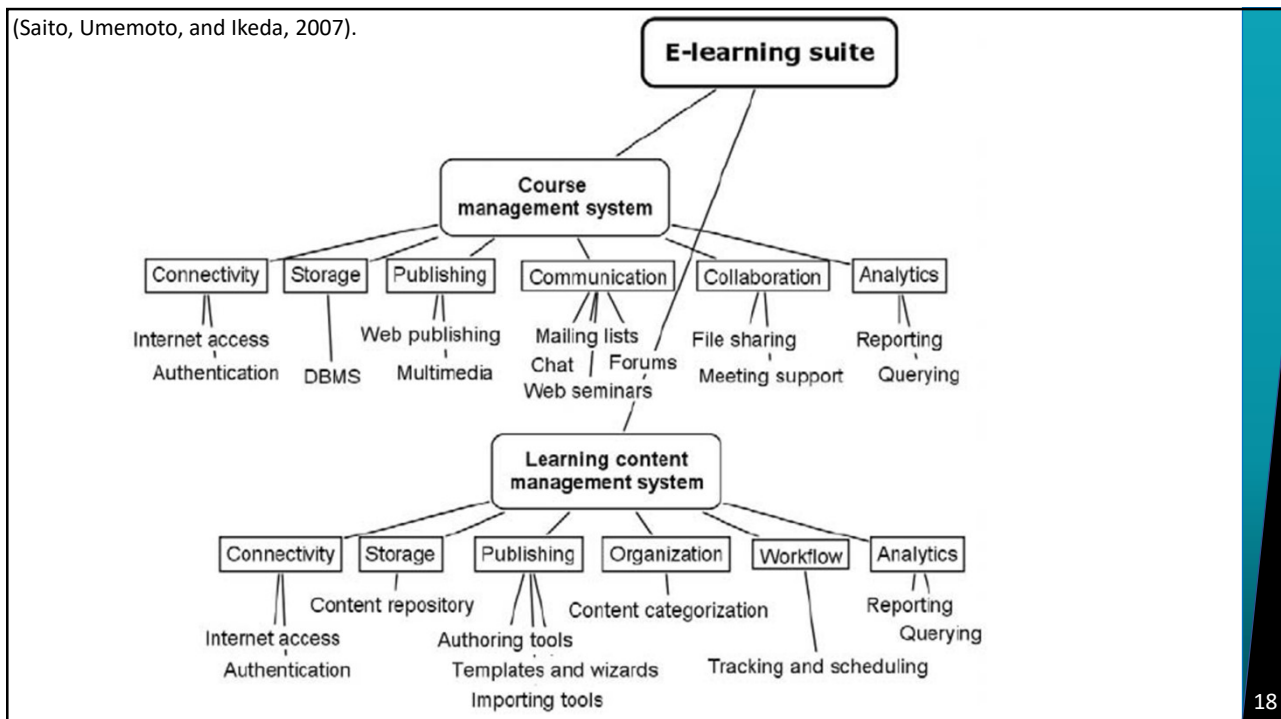 (Saito, Umemoto, and Ikeda, 2007).
E-learning suite
Course
management system
Connectivity
Storage
Publishing
Communication
Collaboration
Analytics
Internet access
Authentication
DBMS
Web publishing
Multimedia
Mailing lists
Chat
Forums
Web seminars
File sharing
Meeting support
Reporting
Querying
Learning content
management system
Connectivity
Storage
Publishing
Organization
Workflow
Analytics
Internet access
Authentication
Content repository
Authoring tools
Templates and wizards
Importing tools
Content categorization
Tracking and scheduling
Reporting
Querying
18